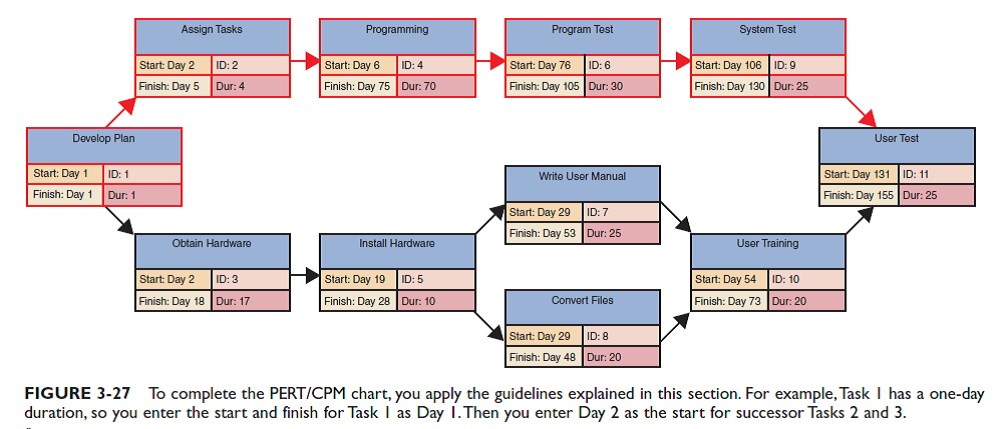 Assign Tasks
Start: Day 2 ID: 2
Finish: Day 5 Dur: 4
Programming
Start: Day 6 ID: 4
Finish: Day 75 Dur: 70
Program Test
Start: Day 76 ID: 6
Finish: Day 105 Dur: 30
System Test
Start: Day 106 ID: 9
Finish: Day 130 Dur: 25
Develop Plan
Start: Day 1 ID: 1
Finish: Day 1 Dur: 1
User Test
Start: Day 131 ID: 11
Finish: Day 155 Dur: 25
Write User Manual
Start: Day 29 ID: 7
Finish: Day 53 Dur: 25
Obtain Hardware
Start: Day 2 ID: 3
Finish: Day 18 Dur: 17
Install Hardware
Start: Day 19 ID: 5
Finish: Day 28 Dur: 10
User Training
Start: Day 54 ID: 10
Finish: Day 73 Dur: 20
Convert Files
Start: Day 29 ID: 8
Finish: Day 48 Dur: 20
FIGURE 3-27 To complete the PERT/CPM chart, you apply the guidelines explained in this section. For example, Task 1 has a one-day
duration, so you enter the start and finish for Task 1 as Day 1. Then you enter Day 2 as the start for successor Tasks 2 and 3.